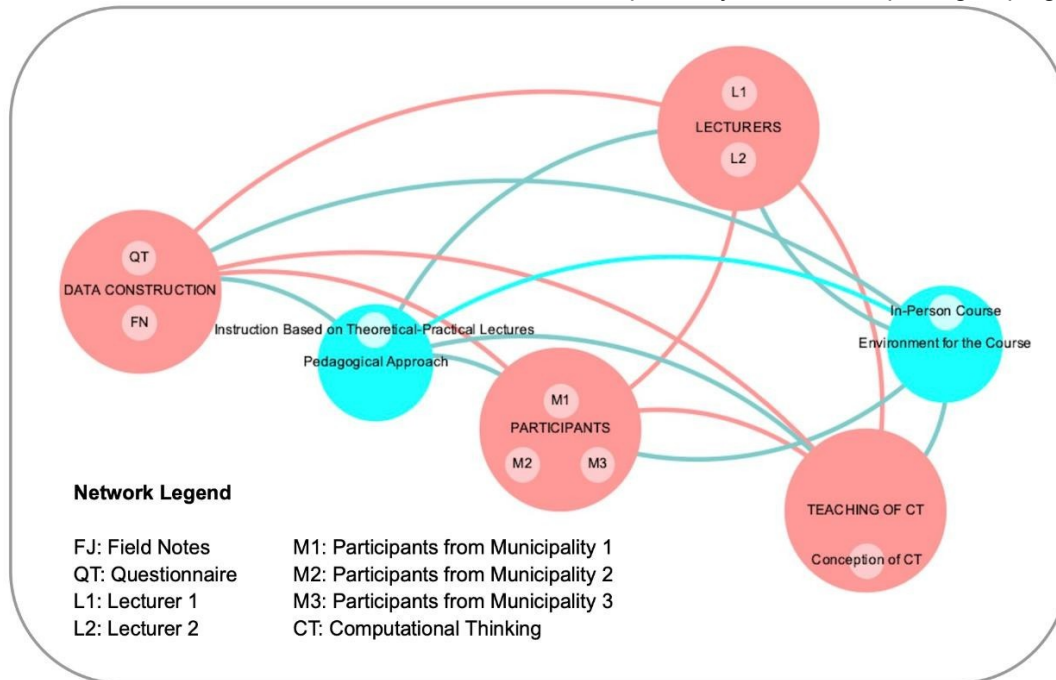 L1
LECTURERS
L2
QT
DATA CONSTRUCTION
FN
Instruction Based on Theoretical-Practical Lectures
Pedagogical Approach
In-Person Course
Environment for the Course
M1
PARTICIPANTS
M2
M3
TEACHING OF CT
Conception of CT
Network Legend
FJ: Field Notes
QT: Questionnaire
L1: Lecturer 1
L2: Lecturer 2
M1: Participants from Municipality 1
M2: Participants from Municipality 2
M3: Participants from Municipality 3
CT: Computational Thinking